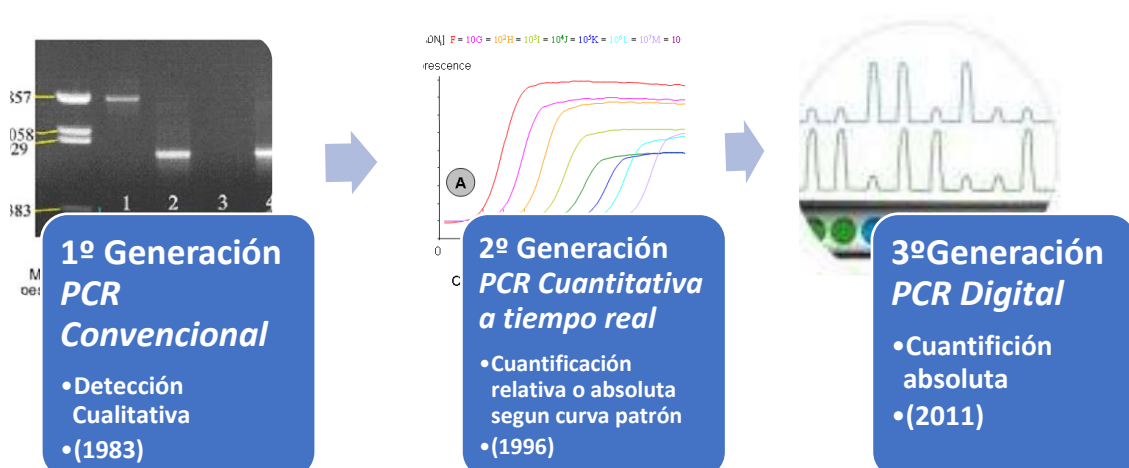 357
058
29
383
1 2 3 4
ADN₀] F = 10G = 10²H = 10³I = 10⁴J = 10⁵K = 10⁶L = 10⁷M = 10
rescence
A
0
C
M
1º Generación
PCR
Convencional
•Detección
Cualitativa
•(1983)
2º Generación
PCR Cuantitativa
a tiempo real
•Cuantificación
relativa o absoluta
segun curva patrón
•(1996)
3ºGeneración
PCR Digital
•Cuantifición
absoluta
•(2011)